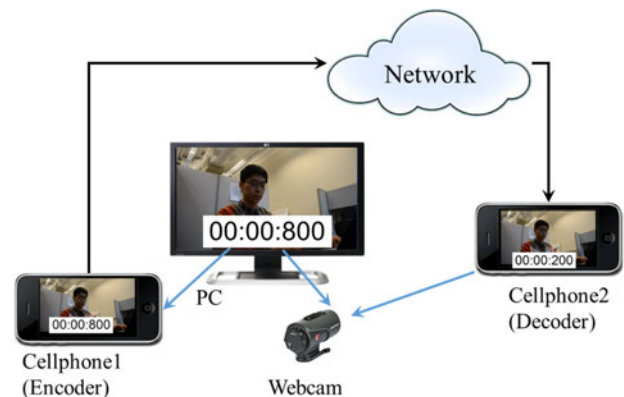 Network
00:00:800
PC
00:00:200
00:00:800
Cellphone2
(Decoder)
Cellphone1
(Encoder)
Webcam